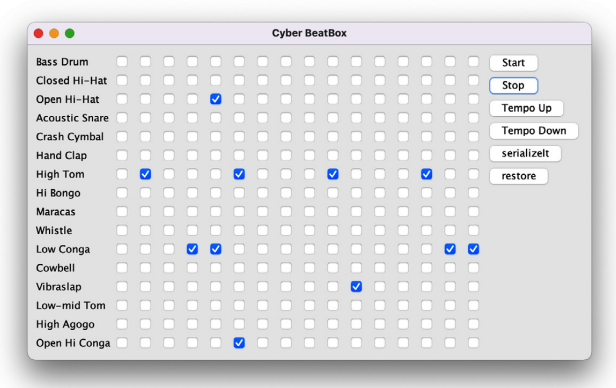 Cyber BeatBox
Bass Drum
Closed Hi-Hat
Open Hi-Hat
Acoustic Snare
Crash Cymbal
Hand Clap
High Tom
Hi Bongo
Maracas
Whistle
Low Conga
Cowbell
Vibraslap
Low-mid Tom
High Agogo
Open Hi Conga
Start
Stop
Tempo Up
Tempo Down
serializeIt
restore